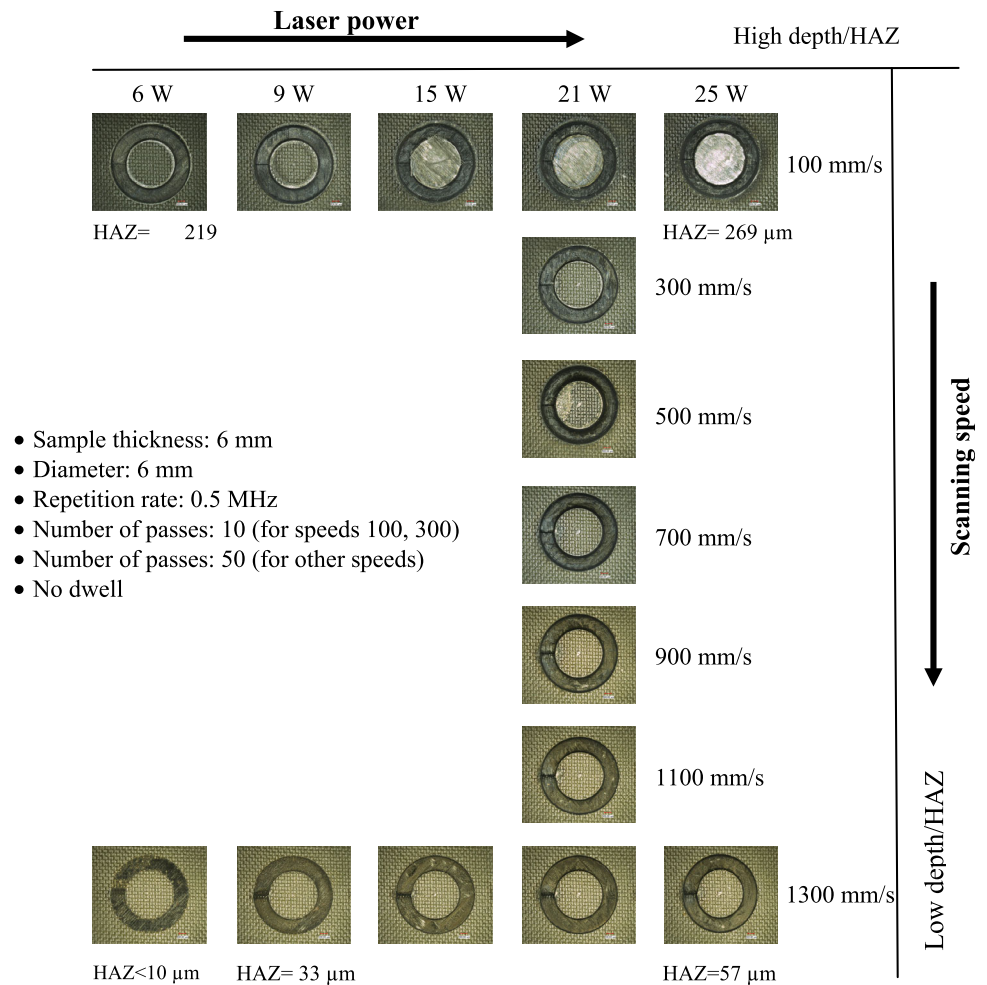 Laser power
High depth/HAZ
6 W
9 W
15 W
21 W
25 W
100 mm/s
HAZ= 219
HAZ= 269 µm
300 mm/s
500 mm/s
Scanning speed
• Sample thickness: 6 mm
• Diameter: 6 mm
• Repetition rate: 0.5 MHz
• Number of passes: 10 (for speeds 100, 300)
• Number of passes: 50 (for other speeds)
• No dwell
700 mm/s
900 mm/s
1100 mm/s
Low depth/HAZ
1300 mm/s
HAZ<10 µm
HAZ= 33 µm
HAZ=57 µm